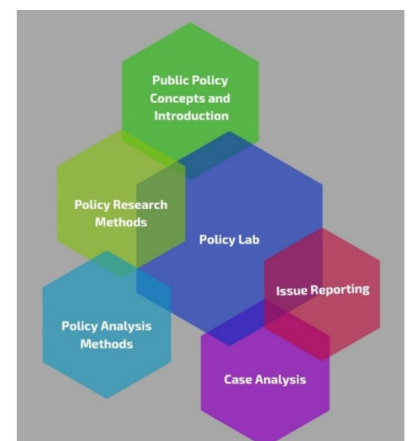 Public Policy
Concepts and
Introduction
Policy Research
Methods
Policy Lab
Issue Reporting
Policy Analysis
Methods
Case Analysis